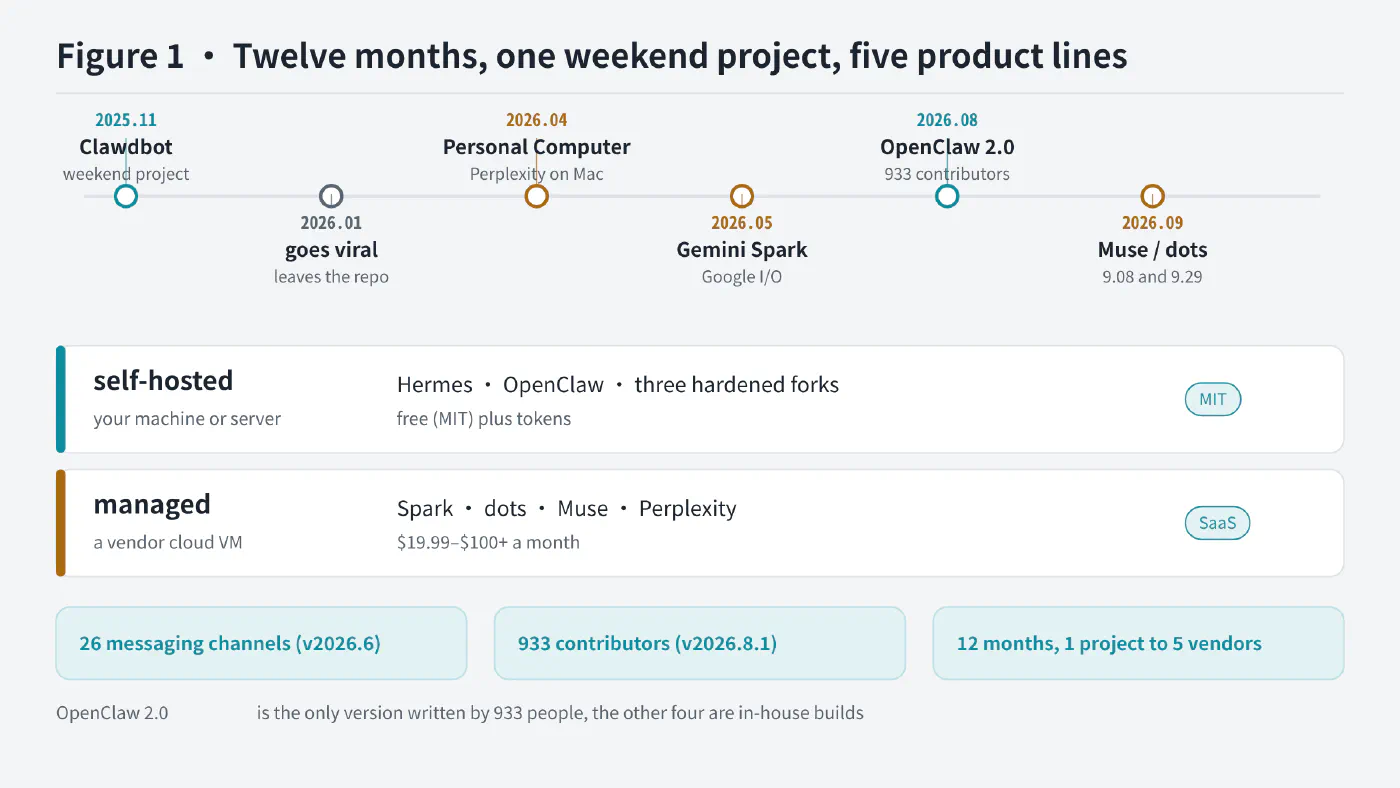 Figure 1 • Twelve months, one weekend project, five product lines
2025.11
Clawdbot
weekend project
2026.01
goes viral
leaves the repo
2026.04
Personal Computer
Perplexity on Mac
2026.05
Gemini Spark
Google I/O
2026.08
OpenClaw 2.0
933 contributors
2026.09
Muse / dots
9.08 and 9.29
self-hosted
your machine or server
Hermes • OpenClaw • three hardened forks
free (MIT) plus tokens
MIT
managed
a vendor cloud VM
Spark • dots • Muse • Perplexity
$19.99–$100+ a month
SaaS
26 messaging channels (v2026.6)
933 contributors (v2026.8.1)
12 months, 1 project to 5 vendors
OpenClaw 2.0 is the only version written by 933 people, the other four are in-house builds